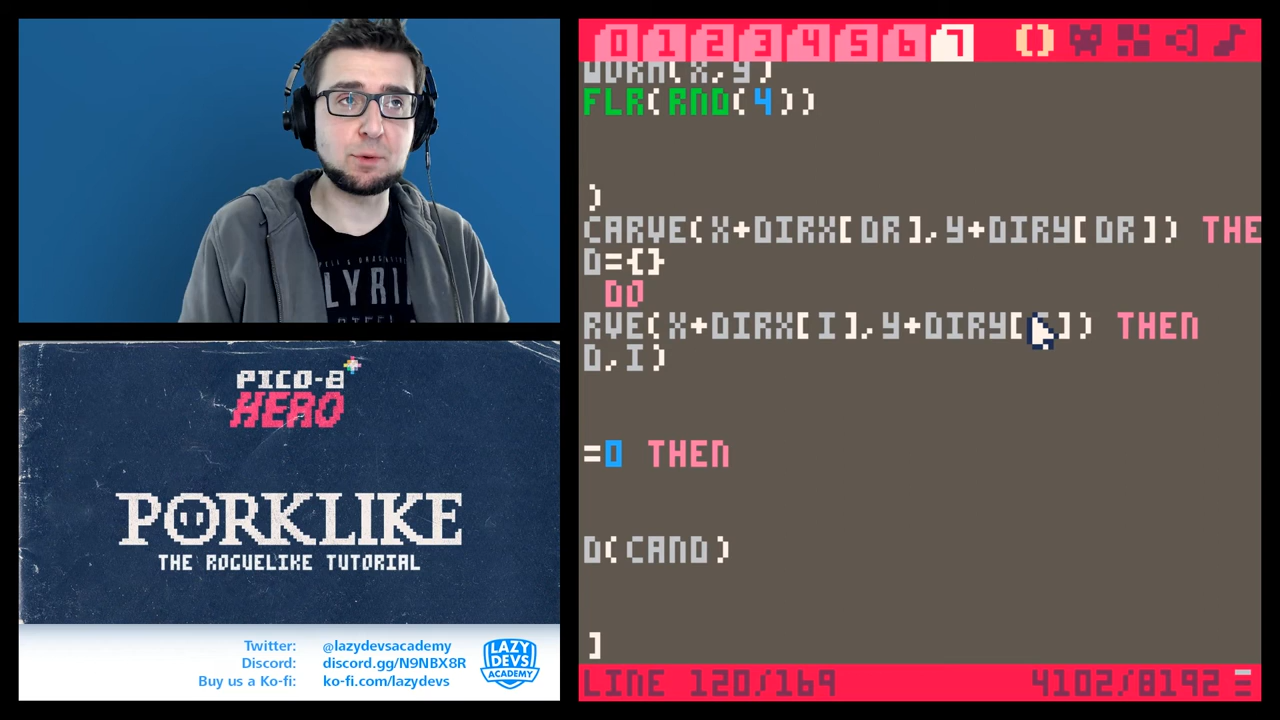 0 1 2 3 4 5 6 7
WORM(X,Y)
FLR(RND(4))
)
CARVE(X+DIRX[DR],Y+DIRY[DR]) THE
D={}
DO
RVE(X+DIRX[I],Y+DIRY[ ]) THEN
D,I)
=0 THEN
D(CAND)
]
LINE 120/169 4102/8192
LYRI
PICO-8
HERO
PORKLIKE
THE ROGUELIKE TUTORIAL
Twitter: @lazydevsacademy
Discord: discord.gg/N9NBX8R
Buy us a Ko-fi: ko-fi.com/lazydevs
LAZY
DEVS
ACADEMY